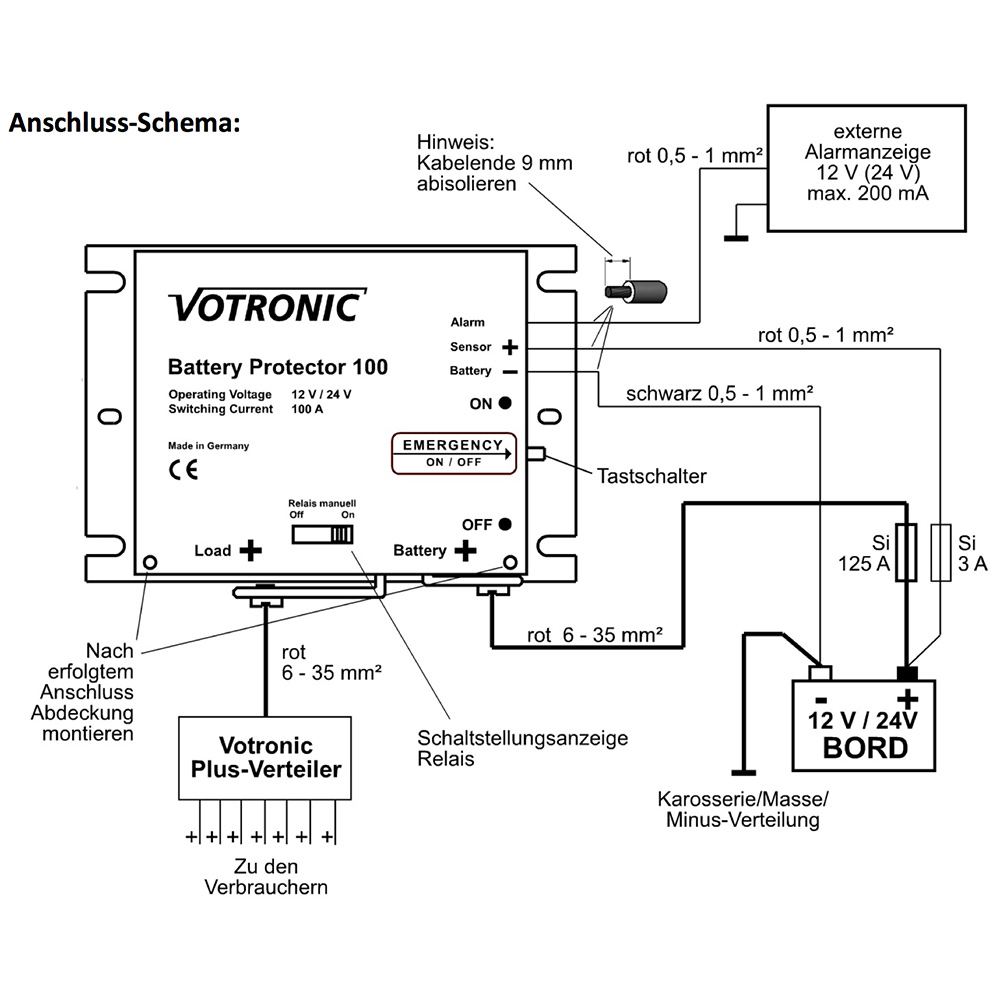 Anschluss-Schema:
Hinweis:
Kabelende 9 mm
abisolieren
rot 0,5 - 1 mm²
externe
Alarmanzeige
12 V (24 V)
max. 200 mA
VOTRONIC
Battery Protector 100
Operating Voltage 12 V / 24 V
Switching Current 100 A
Made in Germany
CE
Alarm
Sensor +
Battery −
ON
EMERGENCY
ON / OFF
Relais manuell
Off On
OFF
Load +
Battery +
rot 0,5 - 1 mm²
schwarz 0,5 - 1 mm²
Tastschalter
Si
125 A
Si
3 A
rot 6 - 35 mm²
Nach
erfolgtem
Anschluss
Abdeckung
montieren
rot
6 - 35 mm²
Votronic
Plus-Verteiler
+ + + + + + +
Zu den
Verbrauchern
Schaltstellungsanzeige
Relais
- +
12 V / 24V
BORD
Karosserie/Masse/
Minus-Verteilung